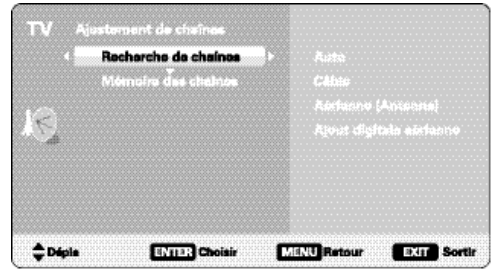 TV
Ajustement de chaînes
Recherche de chaînes
Mémoire des chaînes
Auto
Câble
Aérienne (Antenne)
Ajout digitale aérienne
Dépla
ENTER Choisir
MENU Retour
EXIT Sortir